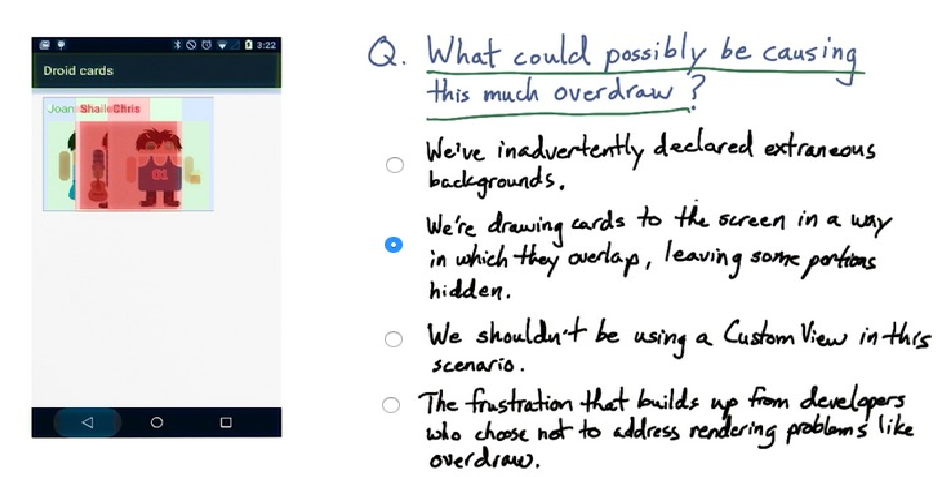 3:22
Droid cards
Q. What could possibly be causing
this much overdraw?
Joan Shaile Chris
We've inadvertently declared extraneous
backgrounds.
We're drawing cards to the screen in a way
in which they overlap, leaving some portions
hidden.
We shouldn't be using a Custom View in this
scenario.
The frustration that builds up from developers
who choose not to address rendering problems like
overdraw.